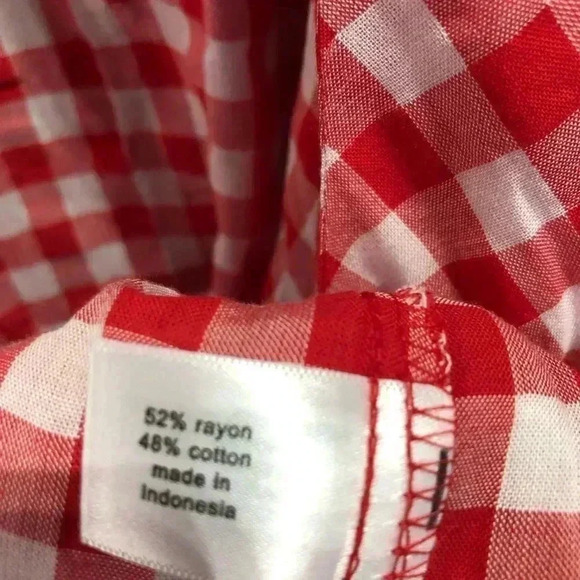 52% rayon
48% cotton
made in
Indonesia